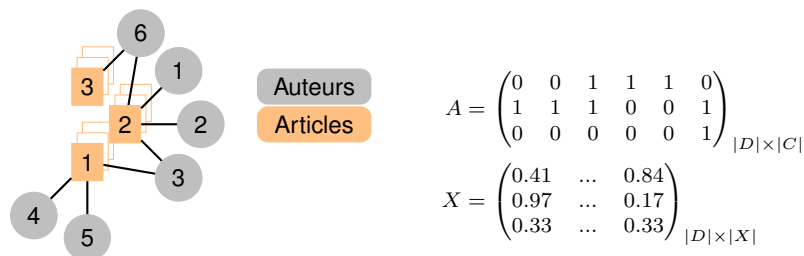 6
1
3
2
2
1
3
4
5
Auteurs
Articles
A = (0 0 1 1 1 0
1 1 1 0 0 1
0 0 0 0 0 1)|D|×|C|
X = (0.41 ... 0.84
0.97 ... 0.17
0.33 ... 0.33)|D|×|X|